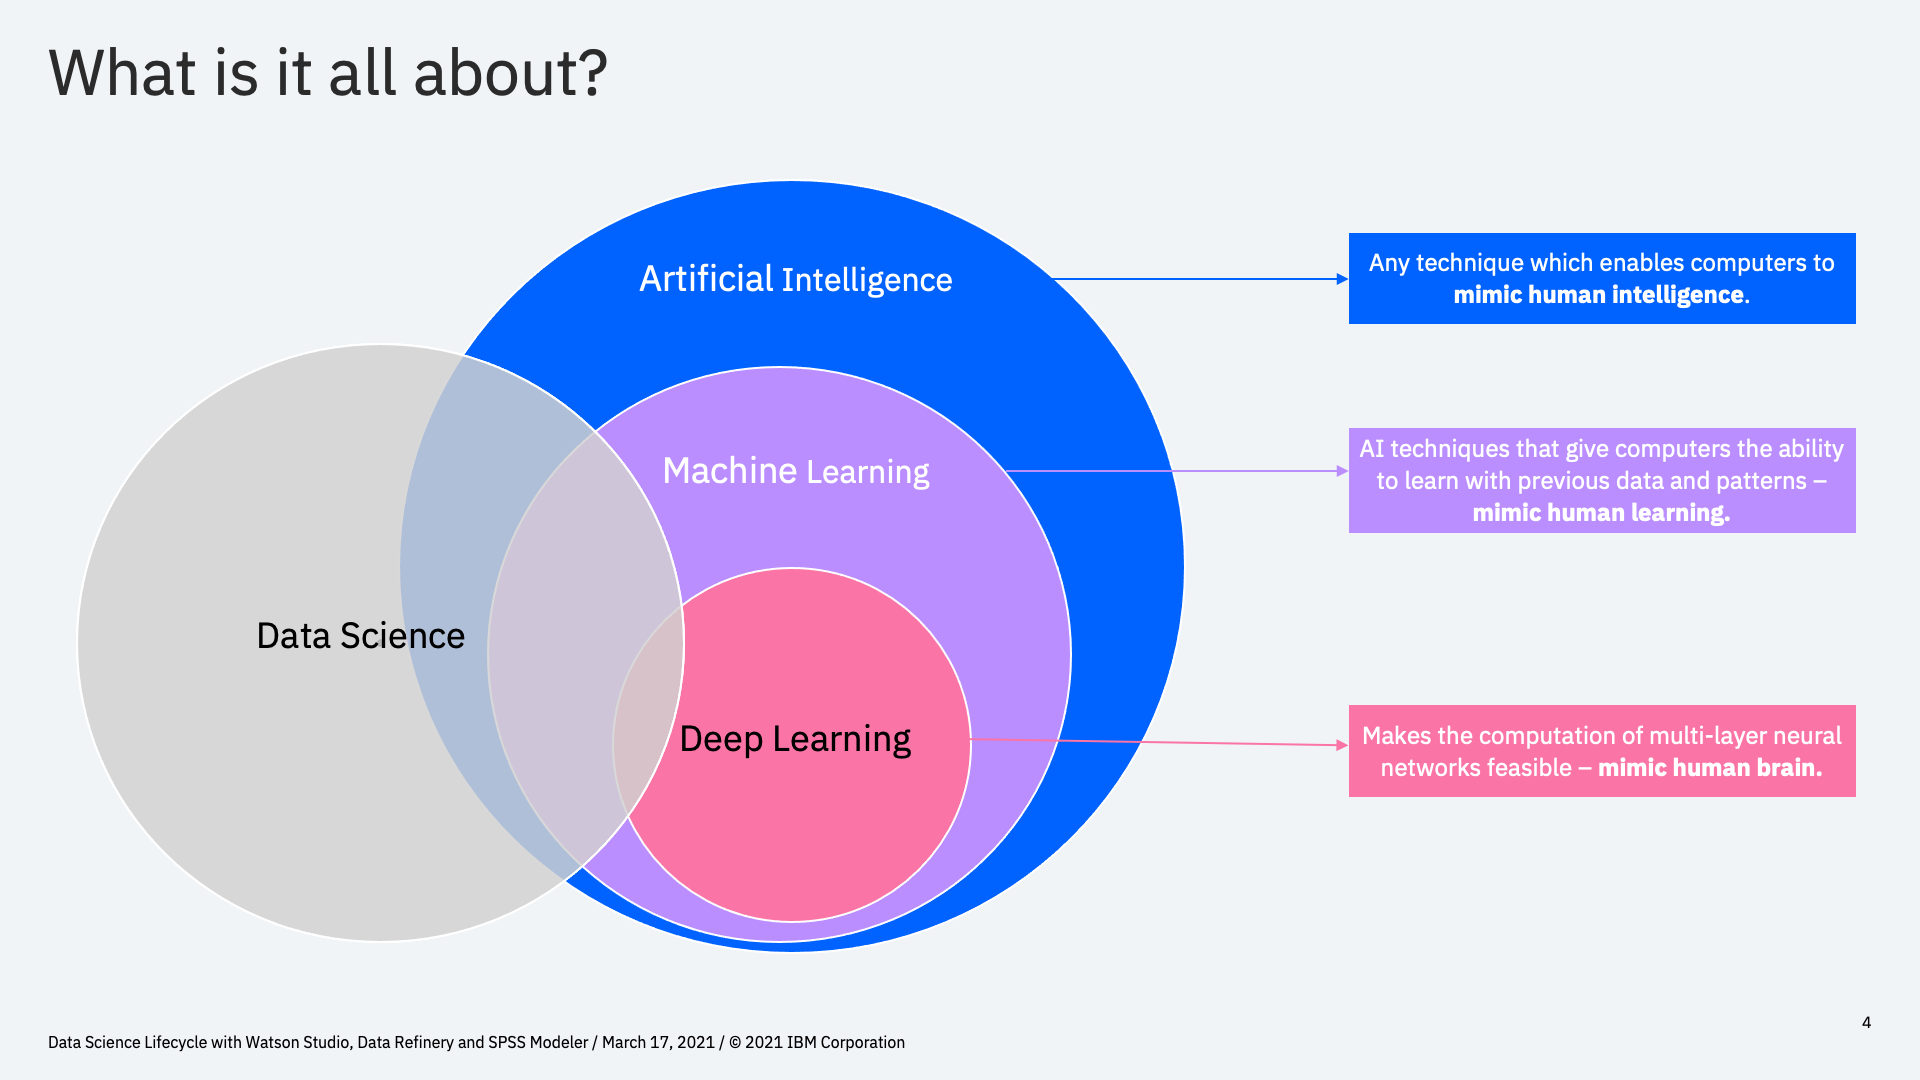 What is it all about?
Artificial Intelligence
Any technique which enables computers to
mimic human intelligence.
Machine Learning
AI techniques that give computers the ability
to learn with previous data and patterns –
mimic human learning.
Data Science
Deep Learning
Makes the computation of multi-layer neural
networks feasible – mimic human brain.
4
Data Science Lifecycle with Watson Studio, Data Refinery and SPSS Modeler / March 17, 2021 / © 2021 IBM Corporation